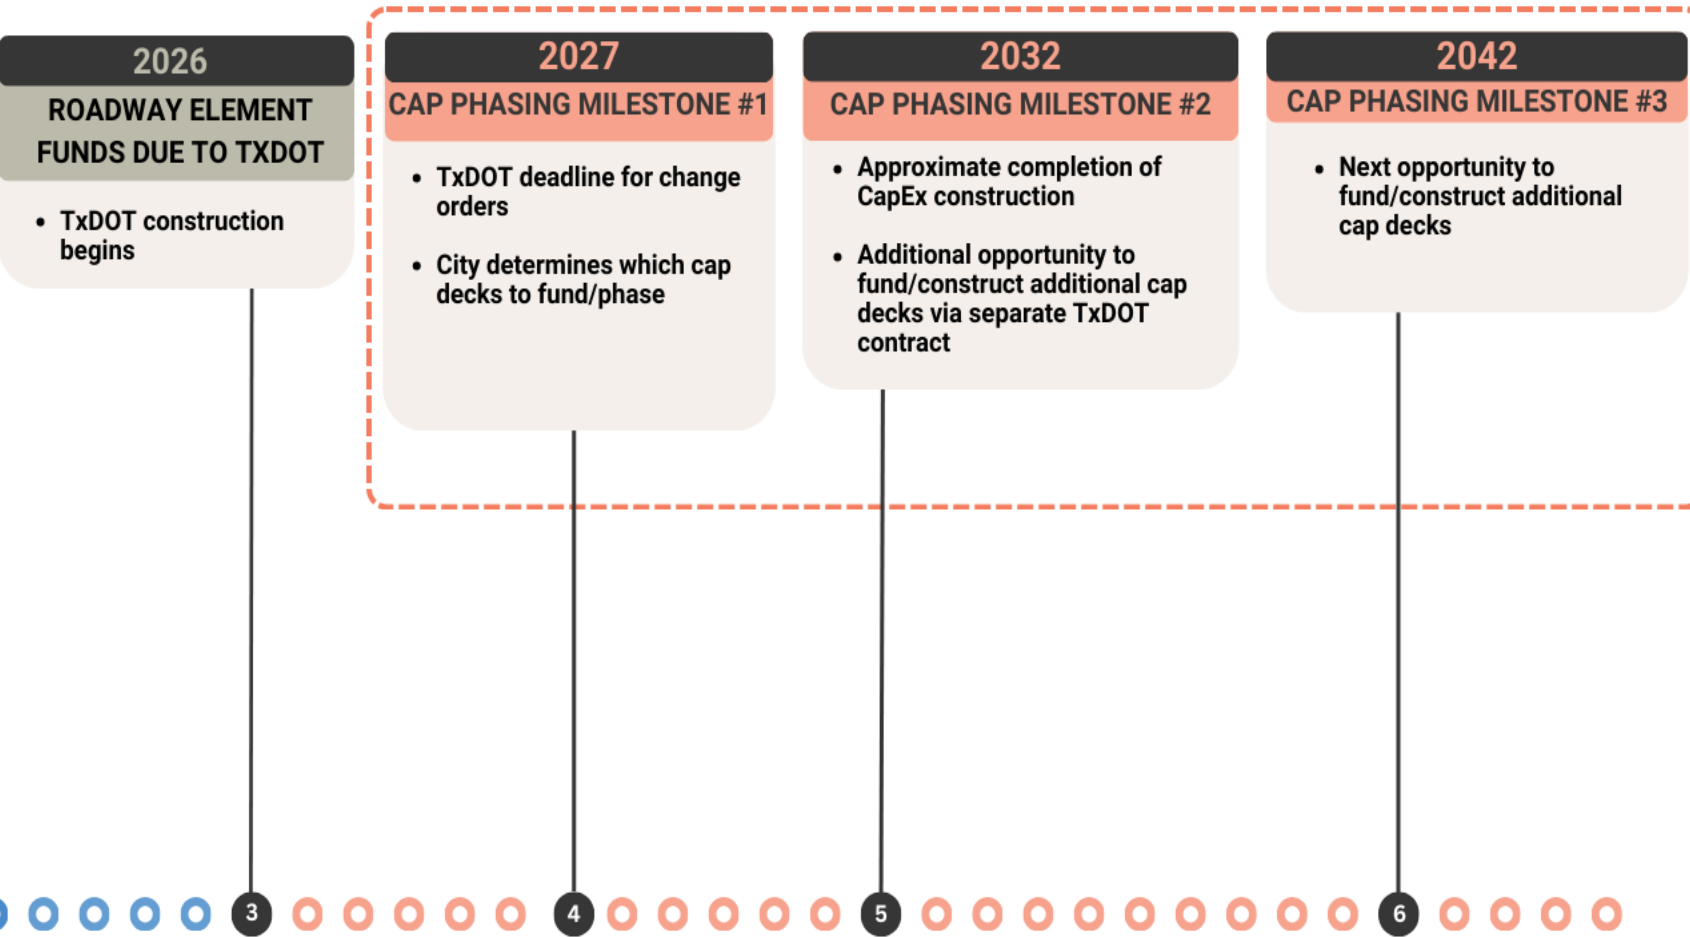 2026
ROADWAY ELEMENT
FUNDS DUE TO TXDOT
• TxDOT construction
begins
2027
CAP PHASING MILESTONE #1
• TxDOT deadline for change
orders
• City determines which cap
decks to fund/phase
2032
CAP PHASING MILESTONE #2
• Approximate completion of
CapEx construction
• Additional opportunity to
fund/construct additional cap
decks via separate TxDOT
contract
2042
CAP PHASING MILESTONE #3
• Next opportunity to
fund/construct additional
cap decks
3
4
5
6